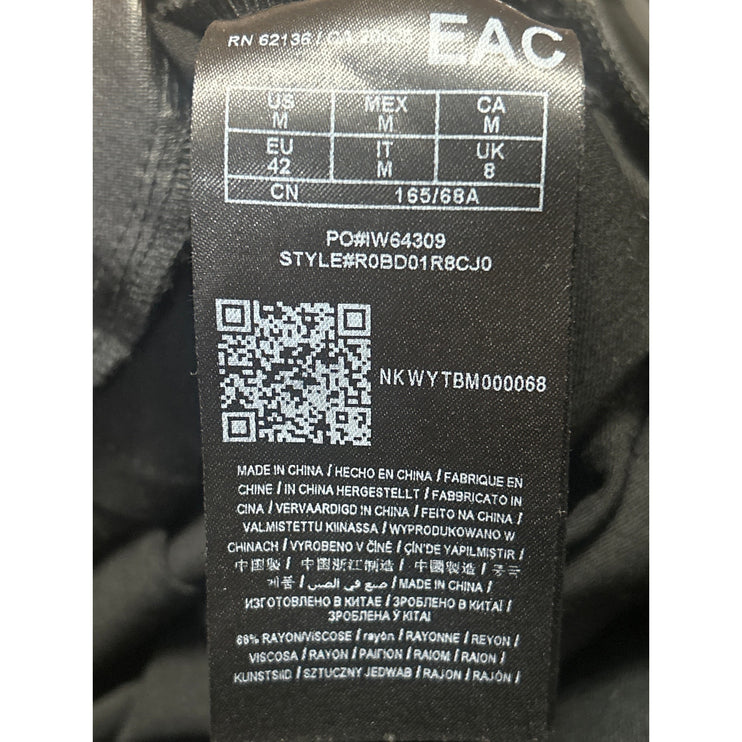 RN 62136 / CA
EAC
US MEX CA
M M M
EU IT UK
42 M 8
CN 165/68A
PO#IW64309
STYLE#R0BD01R8CJ0
NKWYTBM000068
MADE IN CHINA / HECHO EN CHINA / FABRIQUE EN
CHINE / IN CHINA HERGESTELLT / FABBRICATO IN
CINA / VERVAARDIGD IN CHINA / FEITO NA CHINA /
VALMISTETTU KIINASSA / WYPRODUKOWANO W
CHINACH / VYROBENO V ČÍNĚ / ÇİN'DE YAPILMIŞTIR /
中国製 / 中国浙江制造 / 中國製造 / 중국
제품 / صنع في الصين / MADE IN CHINA /
ИЗГОТОВЛЕНО В КИТАЕ / ЗРОБЛЕНО В КИТАЇ /
ЗРОБЛЕНА Ў КІТАІ
68% RAYON/VISCOSE / rayón / RAYONNE / REYON /
VISCOSA / RAYON / РАІГІОН / RAIOM / RAION /
KUNSTSIID / SZTUCZNY JEDWAB / RAJON / RAJÓN /